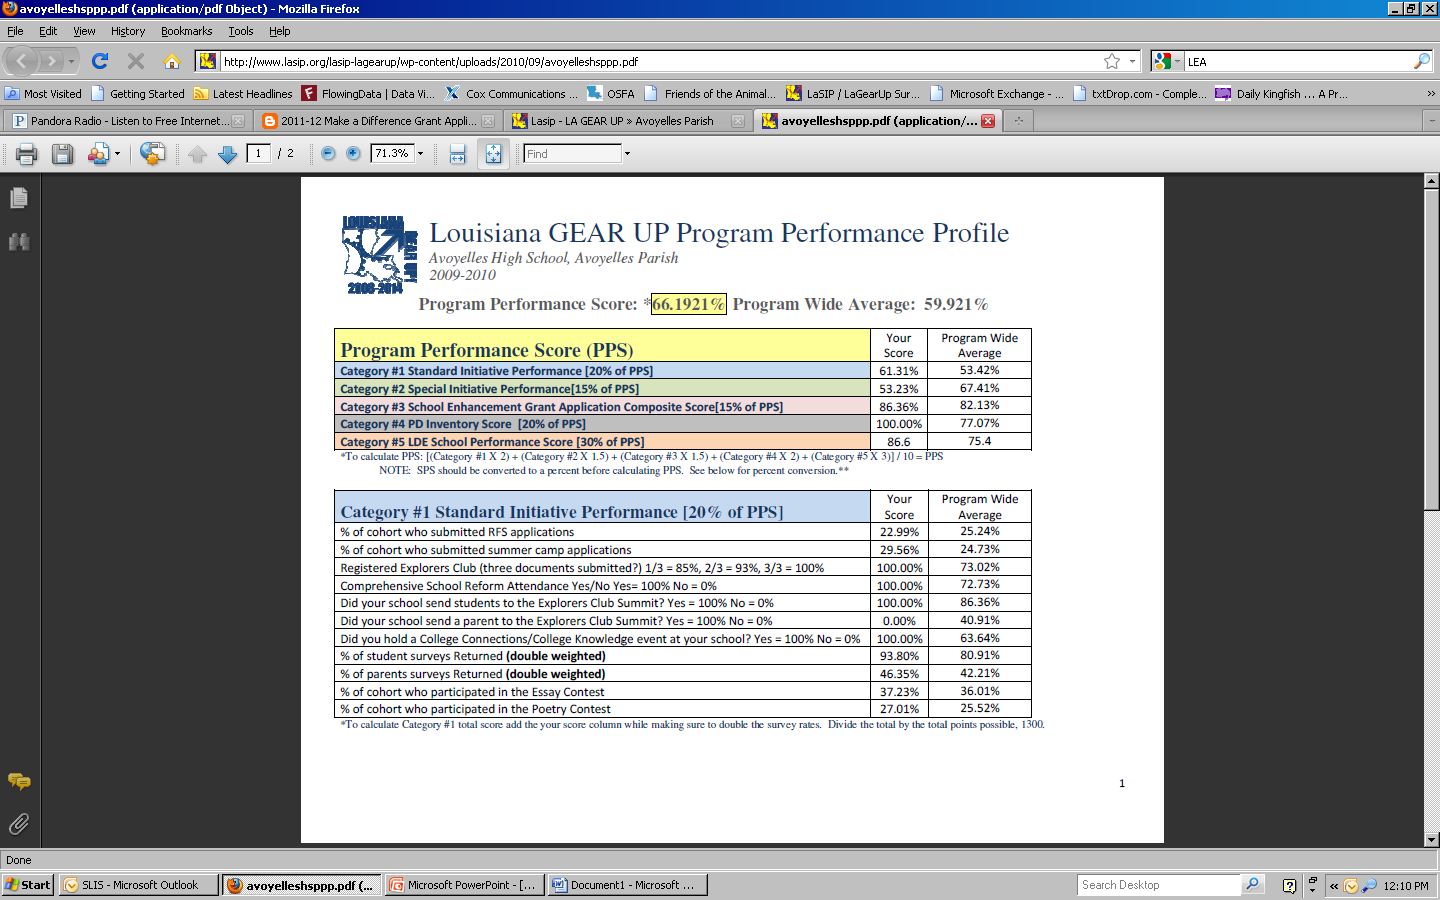 avoyelleshsppp.pdf (application/pdf Object) - Mozilla Firefox
File Edit View History Bookmarks Tools Help
http://www.lasip.org/lasip-lagearup/wp-content/uploads/2010/09/avoyelleshsppp.pdf LEA
Most Visited Getting Started Latest Headlines FlowingData | Data Vi... Cox Communications ... OSFA Friends of the Animal... LaSIP / LaGearUp Sur... Microsoft Exchange - ... txtDrop.com - Comple... Daily Kingfish ... A Pr... »
Pandora Radio - Listen to Free Internet... 2011-12 Make a Difference Grant Appli... Lasip - LA GEAR UP » Avoyelles Parish avoyelleshsppp.pdf (application/...
1 / 2 71.3% Find
LOUISIANA
GEAR UP!
2008-2014
Louisiana GEAR UP Program Performance Profile
Avoyelles High School, Avoyelles Parish
2009-2010
Program Performance Score: *66.1921% Program Wide Average: 59.921%
Program Performance Score (PPS) Your Score Program Wide Average
Category #1 Standard Initiative Performance [20% of PPS] 61.31% 53.42%
Category #2 Special Initiative Performance[15% of PPS] 53.23% 67.41%
Category #3 School Enhancement Grant Application Composite Score[15% of PPS] 86.36% 82.13%
Category #4 PD Inventory Score [20% of PPS] 100.00% 77.07%
Category #5 LDE School Performance Score [30% of PPS] 86.6 75.4
*To calculate PPS: [(Category #1 X 2) + (Category #2 X 1.5) + (Category #3 X 1.5) + (Category #4 X 2) + (Category #5 X 3)] / 10 = PPS
NOTE: SPS should be converted to a percent before calculating PPS. See below for percent conversion.**
Category #1 Standard Initiative Performance [20% of PPS] Your Score Program Wide Average
% of cohort who submitted RFS applications 22.99% 25.24%
% of cohort who submitted summer camp applications 29.56% 24.73%
Registered Explorers Club (three documents submitted?) 1/3 = 85%, 2/3 = 93%, 3/3 = 100% 100.00% 73.02%
Comprehensive School Reform Attendance Yes/No Yes= 100% No = 0% 100.00% 72.73%
Did your school send students to the Explorers Club Summit? Yes = 100% No = 0% 100.00% 86.36%
Did your school send a parent to the Explorers Club Summit? Yes = 100% No = 0% 0.00% 40.91%
Did you hold a College Connections/College Knowledge event at your school? Yes = 100% No = 0% 100.00% 63.64%
% of student surveys Returned (double weighted) 93.80% 80.91%
% of parents surveys Returned (double weighted) 46.35% 42.21%
% of cohort who participated in the Essay Contest 37.23% 36.01%
% of cohort who participated in the Poetry Contest 27.01% 25.52%
*To calculate Category #1 total score add the your score column while making sure to double the survey rates. Divide the total by the total points possible, 1300.
1
Done
Start SLIS - Microsoft Outlook avoyelleshsppp.pdf (... Microsoft PowerPoint - [... Document1 - Microsoft ... Search Desktop « 12:10 PM